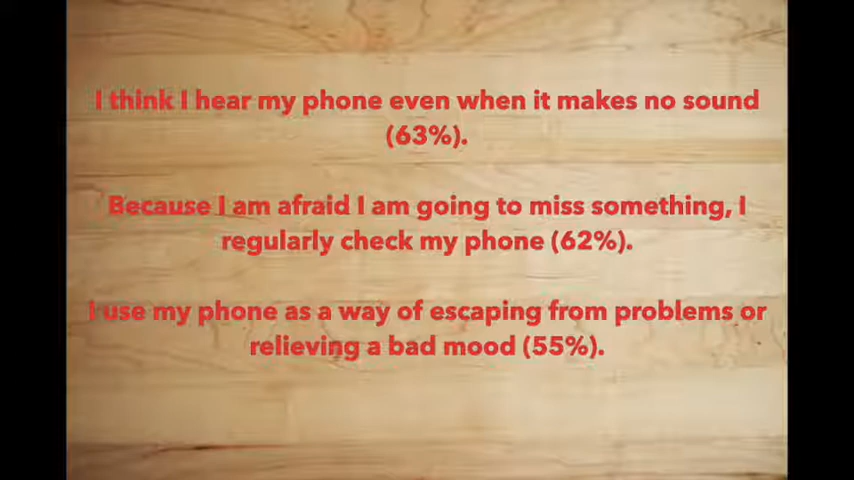 I think I hear my phone even when it makes no sound
(63%).
Because I am afraid I am going to miss something, I
regularly check my phone (62%).
I use my phone as a way of escaping from problems or
relieving a bad mood (55%).